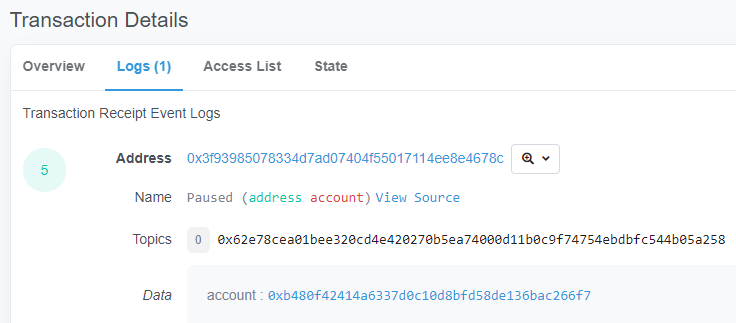 Transaction Details
Overview Logs (1) Access List State
Transaction Receipt Event Logs
5
Address 0x3f93985078334d7ad07404f55017114ee8e4678c
Name Paused (address account) View Source
Topics 0 0x62e78cea01bee320cd4e420270b5ea74000d11b0c9f74754ebdbfc544b05a258
Data account : 0xb480f42414a6337d0c10d8bfd58de136bac266f7